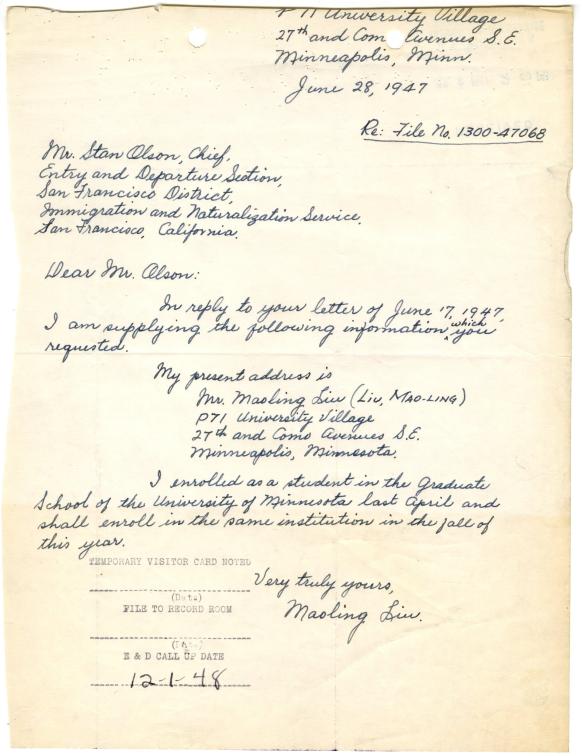 P 71 University Village
27th and Como Avenues S.E.
Minneapolis, Minn.
June 28, 1947
Re: File No. 1300-47068
Mr. Stan Olson, Chief,
Entry and Departure Section,
San Francisco District,
Immigration and Naturalization Service,
San Francisco, California.
Dear Mr. Olson:
In reply to your letter of June 17, 1947,
I am supplying the following information which you
requested.
My present address is
Mr. Maoling Liu (LIU, MAO-LING)
P71 University Village
27th and Como Avenues S.E.
Minneapolis, Minnesota.
I enrolled as a student in the Graduate
School of the University of Minnesota last April and
shall enroll in the same institution in the fall of
this year.
Very truly yours,
Maoling Liu.
TEMPORARY VISITOR CARD NOTED
(Date)
FILE TO RECORD ROOM
(Date)
E & D CALL UP DATE
12-1-48